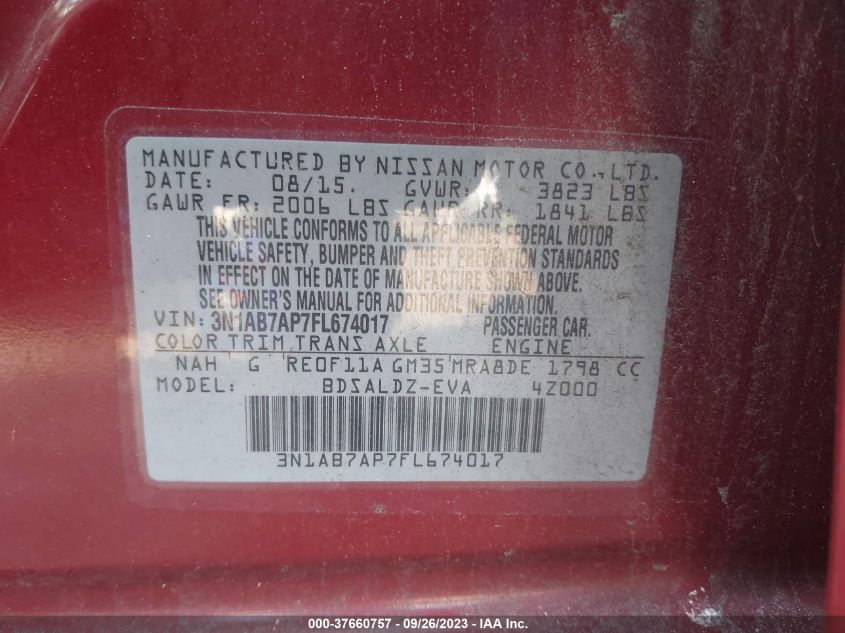 MANUFACTURED BY NISSAN MOTOR CO., LTD.
DATE: 08/15. GVWR: 3823 LBS
GAWR FR: 2006 LBS GAWR RR: 1841 LBS
THIS VEHICLE CONFORMS TO ALL APPLICABLE FEDERAL MOTOR
VEHICLE SAFETY, BUMPER AND THEFT PREVENTION STANDARDS
IN EFFECT ON THE DATE OF MANUFACTURE SHOWN ABOVE.
SEE OWNER'S MANUAL FOR ADDITIONAL INFORMATION.
VIN: 3N1AB7AP7FL674017 PASSENGER CAR.
COLOR TRIM TRANS AXLE ENGINE
NAH G RE0F11A GM35 MRA8DE 1798 CC
MODEL: BDSALDZ-EVA 4Z000
3N1AB7AP7FL674017
000-37660757 - 09/26/2023 - IAA Inc.